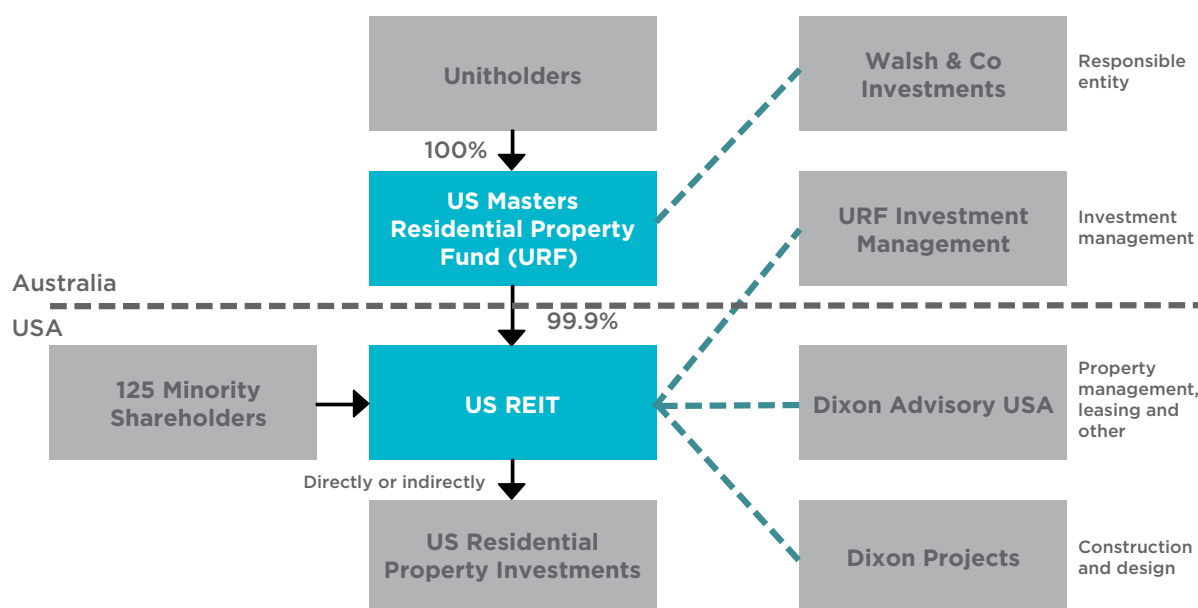 Unitholders
Walsh & Co
Investments
Responsible
entity
100%
US Masters
Residential Property
Fund (URF)
URF Investment
Management
Investment
management
Australia
USA
99.9%
125 Minority
Shareholders
US REIT
Dixon Advisory USA
Property
management,
leasing and
other
Directly or indirectly
US Residential
Property Investments
Dixon Projects
Construction
and design